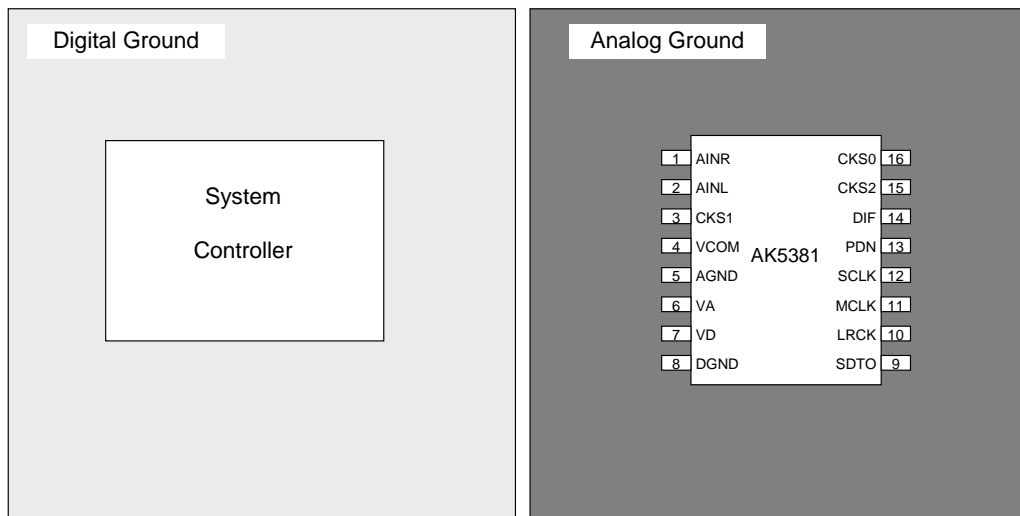 Digital Ground
Analog Ground
System
Controller
AK5381
1 AINR
2 AINL
3 CKS1
4 VCOM
5 AGND
6 VA
7 VD
8 DGND
CKS0 16
CKS2 15
DIF 14
PDN 13
SCLK 12
MCLK 11
LRCK 10
SDTO 9